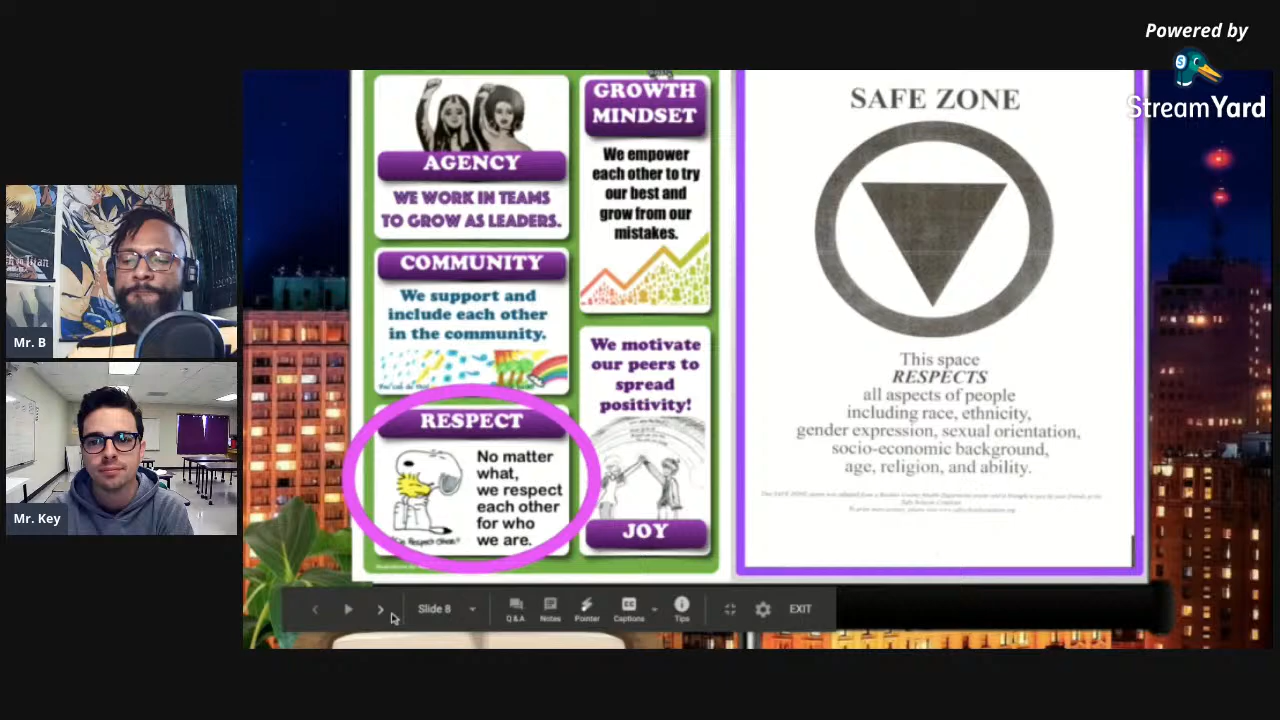 Powered by
StreamYard
Mr. B
Mr. Key
AGENCY
WE WORK IN TEAMS
TO GROW AS LEADERS.
COMMUNITY
We support and
include each other
in the community.
RESPECT
No matter
what,
we respect
each other
for who
we are.
GROWTH
MINDSET
We empower
each other to try
our best and
grow from our
mistakes.
We motivate
our peers to
spread
positivity!
JOY
SAFE ZONE
This space
RESPECTS
all aspects of people
including race, ethnicity,
gender expression, sexual orientation,
socio-economic background,
age, religion, and ability.
Slide 8
Q & A
Notes
Pointer
Captions
Tips
EXIT